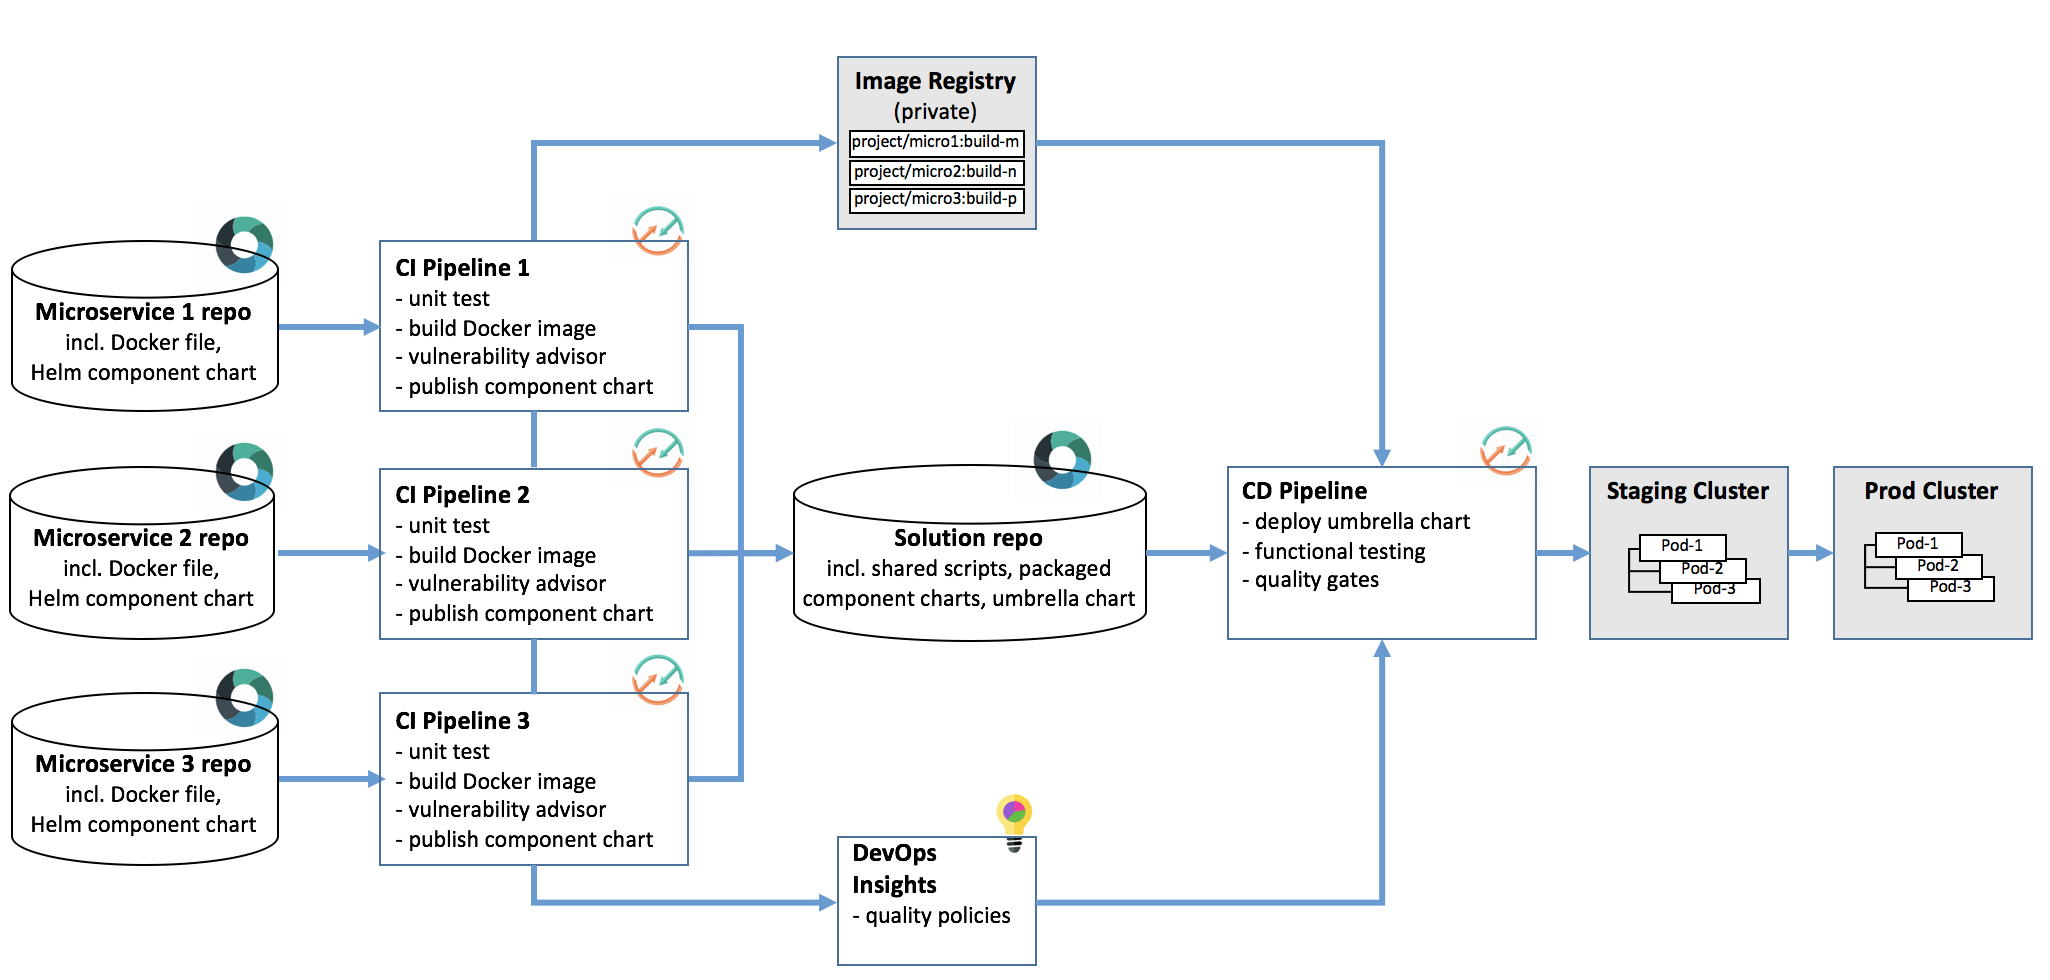 Image Registry
(private)
project/micro1:build-m
project/micro2:build-n
project/micro3:build-p
Microservice 1 repo
incl. Docker file,
Helm component chart
CI Pipeline 1
- unit test
- build Docker image
- vulnerability advisor
- publish component chart
Microservice 2 repo
incl. Docker file,
Helm component chart
CI Pipeline 2
- unit test
- build Docker image
- vulnerability advisor
- publish component chart
Solution repo
incl. shared scripts, packaged
component charts, umbrella chart
CD Pipeline
- deploy umbrella chart
- functional testing
- quality gates
Staging Cluster
Pod-1
Pod-2
Pod-3
Prod Cluster
Pod-1
Pod-2
Pod-3
Microservice 3 repo
incl. Docker file,
Helm component chart
CI Pipeline 3
- unit test
- build Docker image
- vulnerability advisor
- publish component chart
DevOps
Insights
- quality policies